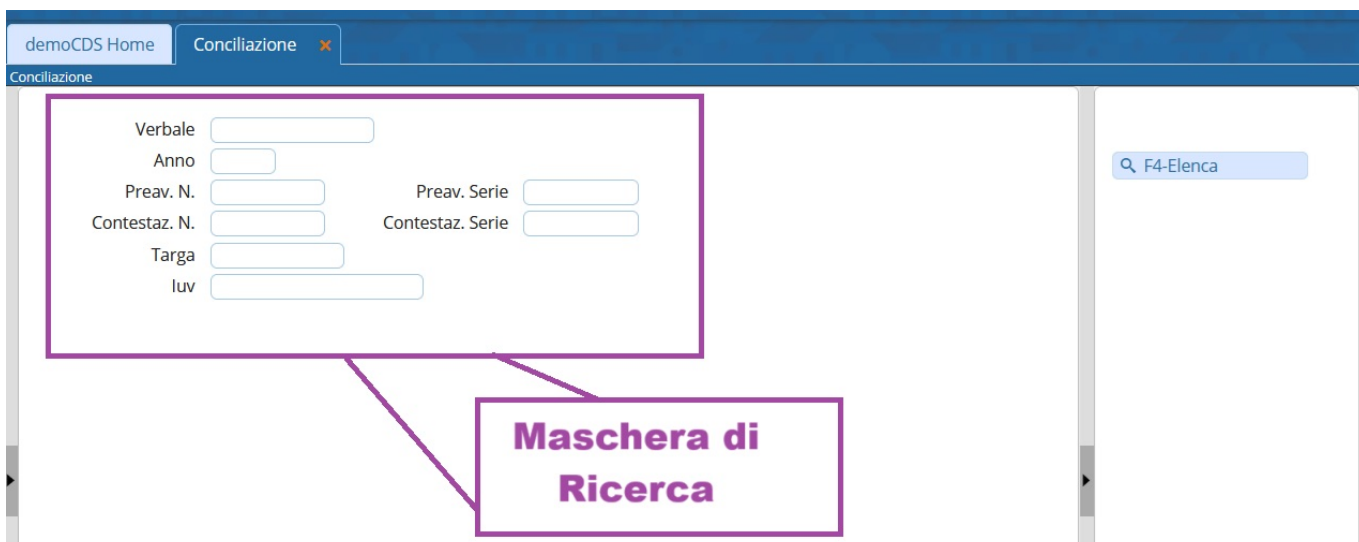 demoCDS Home
Conciliazione x
Conciliazione
Verbale
Anno
Preav. N. Preav. Serie
Contestaz. N. Contestaz. Serie
Targa
Iuv
F4-Elenca
Maschera di
Ricerca